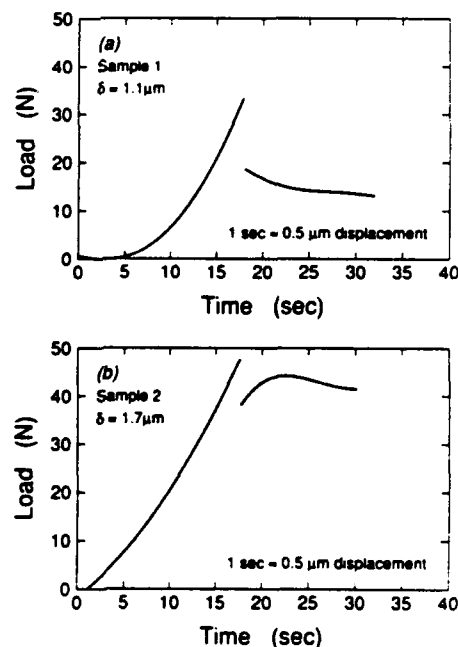 50
(a)
Sample 1
δ = 1.1μm
40
30
20
10
0
Load (N)
1 sec = 0.5 μm displacement
0 5 10 15 20 25 30 35 40
Time (sec)
50
(b)
Sample 2
δ = 1.7μm
40
30
20
10
0
Load (N)
1 sec = 0.5 μm displacement
0 5 10 15 20 25 30 35 40
Time (sec)